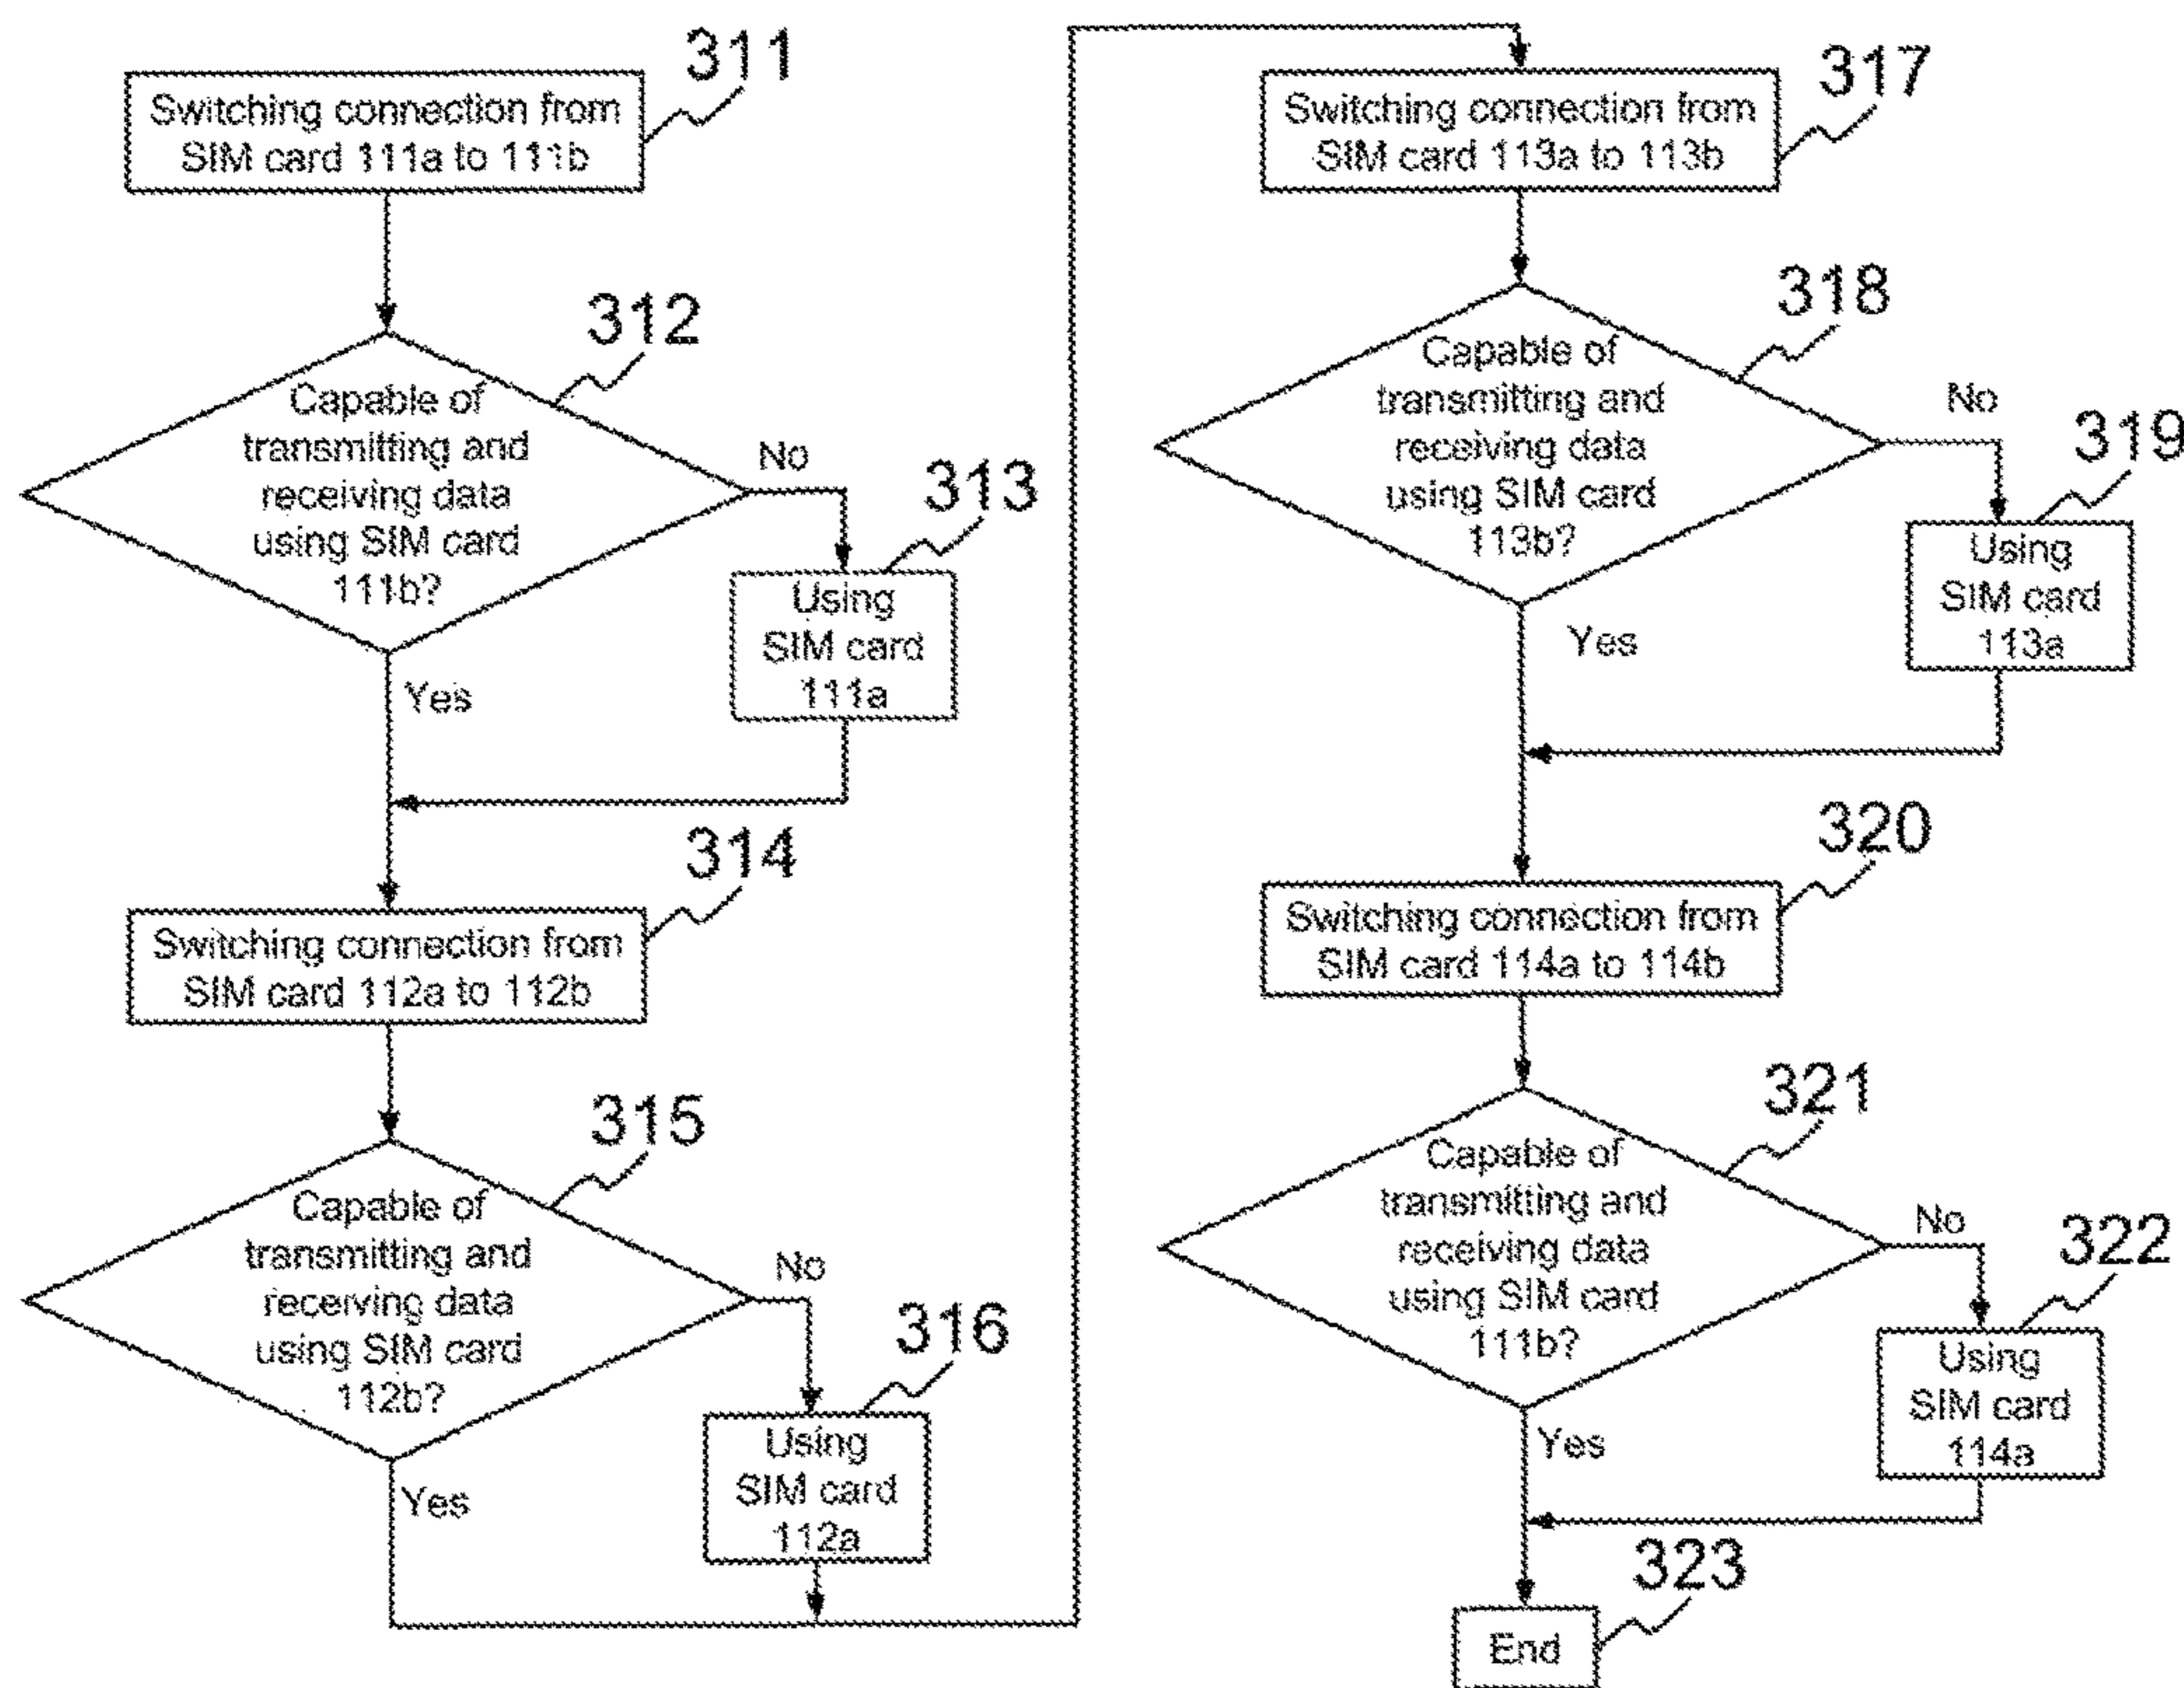 311
Switching connection from
SIM card 111a to 111b
312
Capable of
transmitting and
receiving data
using SIM card
111b?
No
313
Using
SIM card
111a
Yes
314
Switching connection from
SIM card 112a to 112b
315
Capable of
transmitting and
receiving data
using SIM card
112b?
No
316
Using
SIM card
112a
Yes
317
Switching connection from
SIM card 113a to 113b
318
Capable of
transmitting and
receiving data
using SIM card
113b?
No
319
Using
SIM card
113a
Yes
320
Switching connection from
SIM card 114a to 114b
321
Capable of
transmitting and
receiving data
using SIM card
111b?
No
322
Using
SIM card
114a
Yes
323
End